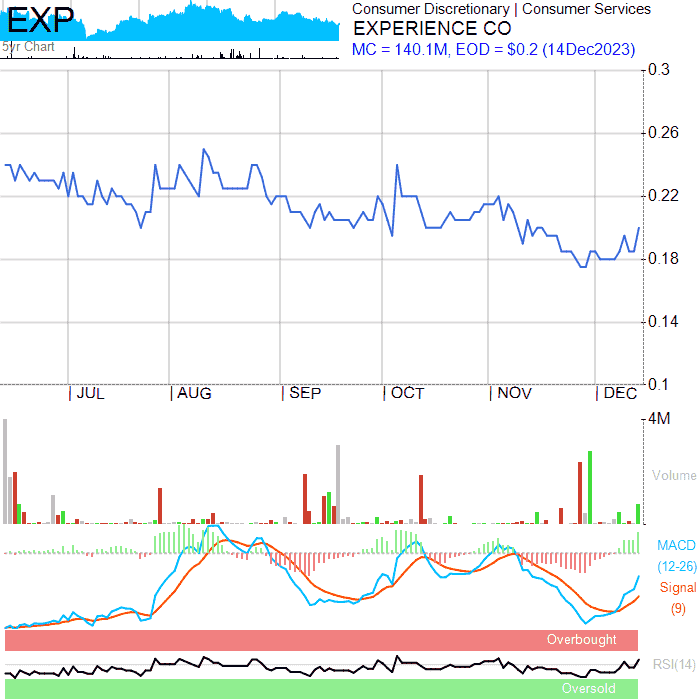 EXP
5yr Chart
Consumer Discretionary | Consumer Services
EXPERIENCE CO
MC = 140.1M, EOD = $0.2 (14Dec2023)
0.3
0.26
0.22
0.18
0.14
0.1
JUL AUG SEP OCT NOV DEC
4M
Volume
MACD
(12-26)
Signal
(9)
Overbought
RSI(14)
Oversold